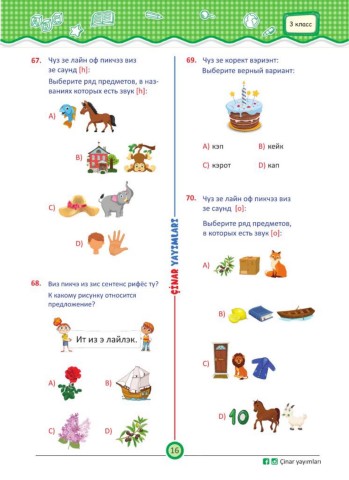 3 класс
67. Чуз зе лайн оф пикчэз виз
зе саунд [h]:
Выберите ряд предметов, в наз-
ваниях которых есть звук [h]:
A)
B)
C)
D)
68. Виз пикчэ из зис сентенс рифёс ту?
К какому рисунку относится
предложение?
Ит из э лайлэк.
A)
B)
C)
D)
69. Чуз зе корект вэриэнт:
Выберите верный вариант:
A) кэп
B) кейк
C) кэрот
D) кап
70. Чуз зе лайн оф пикчэз виз
зе саунд [o]:
Выберите ряд предметов,
в которых есть звук [o]:
A)
B)
C)
D)
10
ÇINAR YAYIMLARI
16
Çinar yayımları